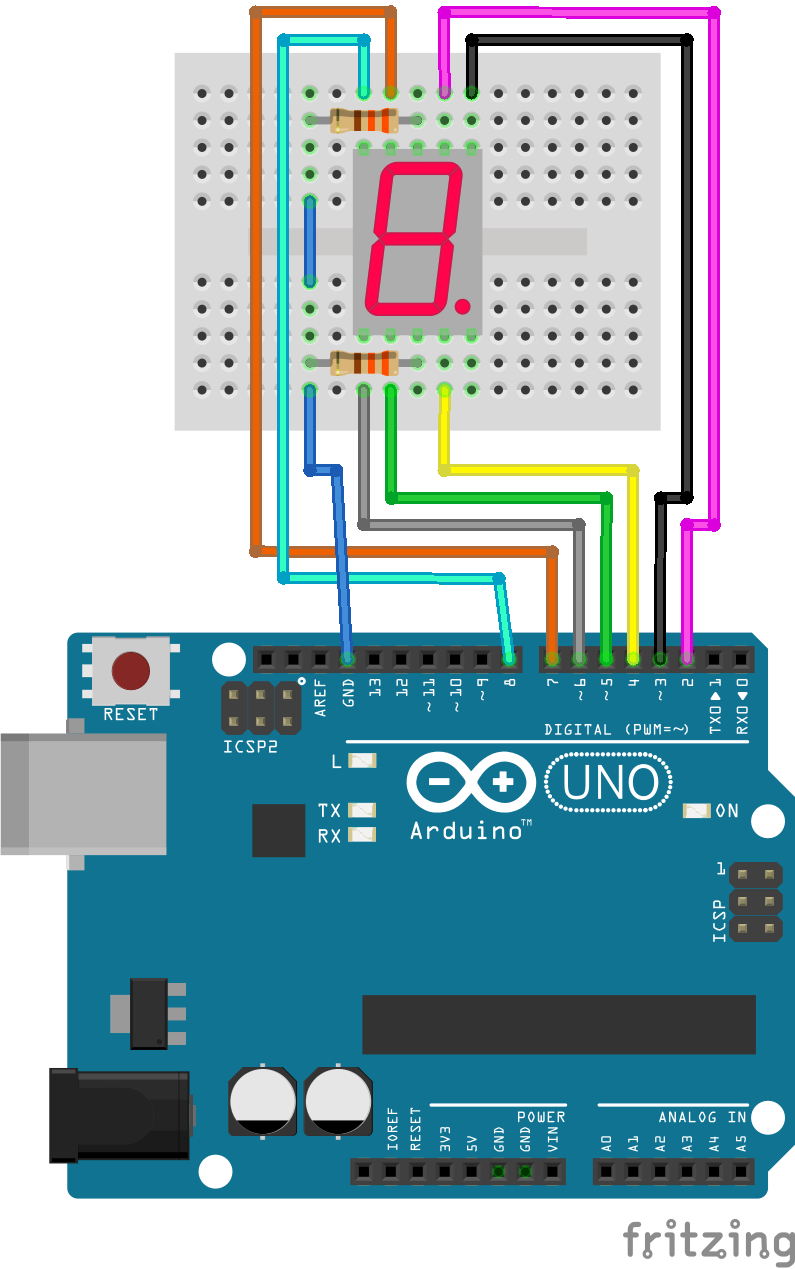 RESET
AREF
GND
13
12
~11
~10
~9
8
7
~6
~5
4
~3
2
TX0▶1
RX0◀0
ICSP2
DIGITAL (PWM=~)
L
TX
RX
UNO
Arduino™
ON
1
ICSP
POWER
ANALOG IN
IOREF
RESET
3V3
5V
GND
GND
VIN
A0
A1
A2
A3
A4
A5
fritzing